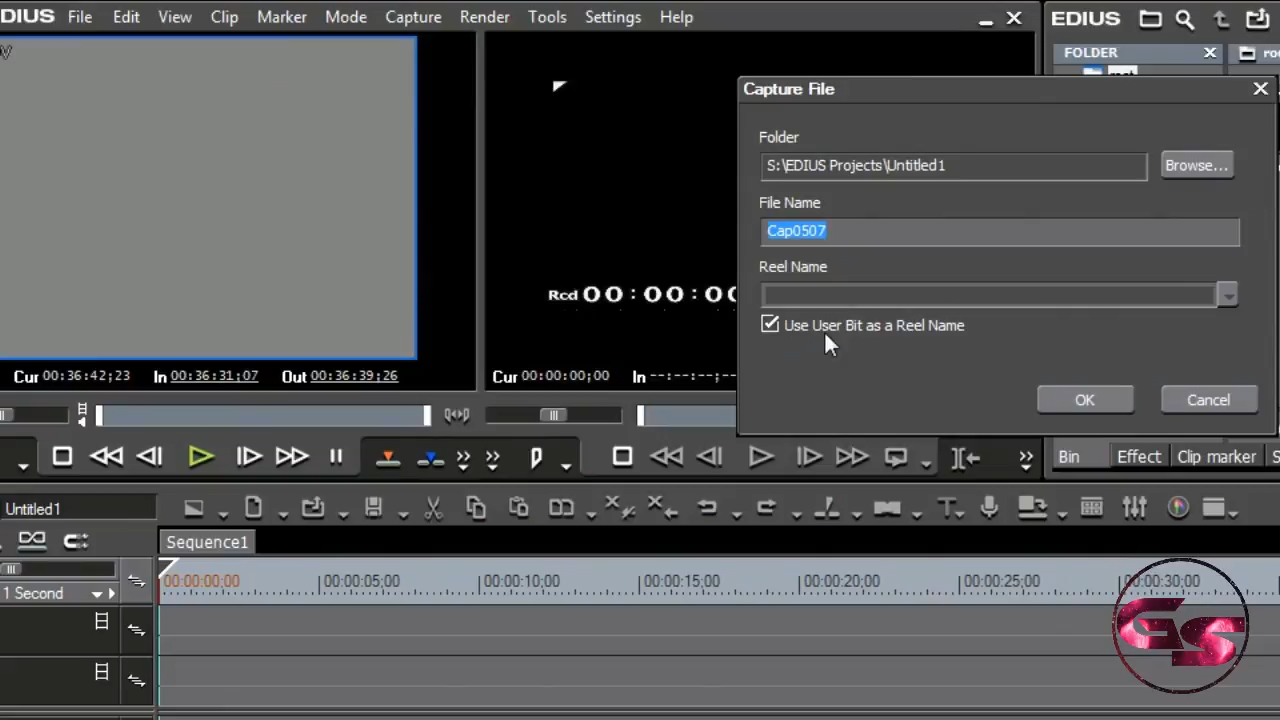 EDIUS File Edit View Clip Marker Mode Capture Render Tools Settings Help
EDIUS
FOLDER
Capture File
Folder
S:\EDIUS Projects\Untitled1
Browse...
File Name
Cap0507
Reel Name
Use User Bit as a Reel Name
OK
Cancel
Rcd 00:00:00
Cur 00:36:42;23 In 00:36:31;07 Out 00:36:39;26
Cur 00:00:00;00 In --:--:--;--
Bin Effect Clip marker
Untitled1
Sequence1
1 Second
00:00:00;00 00:00:05;00 00:00:10;00 00:00:15;00 00:00:20;00 00:00:25;00 00:00:30;00
GS